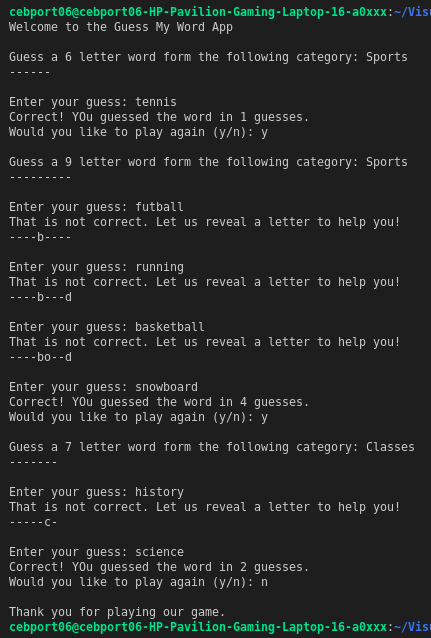 cebport06@cebport06-HP-Pavilion-Gaming-Laptop-16-a0xxx:~/Visu
Welcome to the Guess My Word App
Guess a 6 letter word form the following category: Sports
------
Enter your guess: tennis
Correct! YOu guessed the word in 1 guesses.
Would you like to play again (y/n): y
Guess a 9 letter word form the following category: Sports
---------
Enter your guess: futball
That is not correct. Let us reveal a letter to help you!
----b----
Enter your guess: running
That is not correct. Let us reveal a letter to help you!
----b---d
Enter your guess: basketball
That is not correct. Let us reveal a letter to help you!
----bo--d
Enter your guess: snowboard
Correct! YOu guessed the word in 4 guesses.
Would you like to play again (y/n): y
Guess a 7 letter word form the following category: Classes
-------
Enter your guess: history
That is not correct. Let us reveal a letter to help you!
-----c-
Enter your guess: science
Correct! YOu guessed the word in 2 guesses.
Would you like to play again (y/n): n
Thank you for playing our game.
cebport06@cebport06-HP-Pavilion-Gaming-Laptop-16-a0xxx:~/Visu